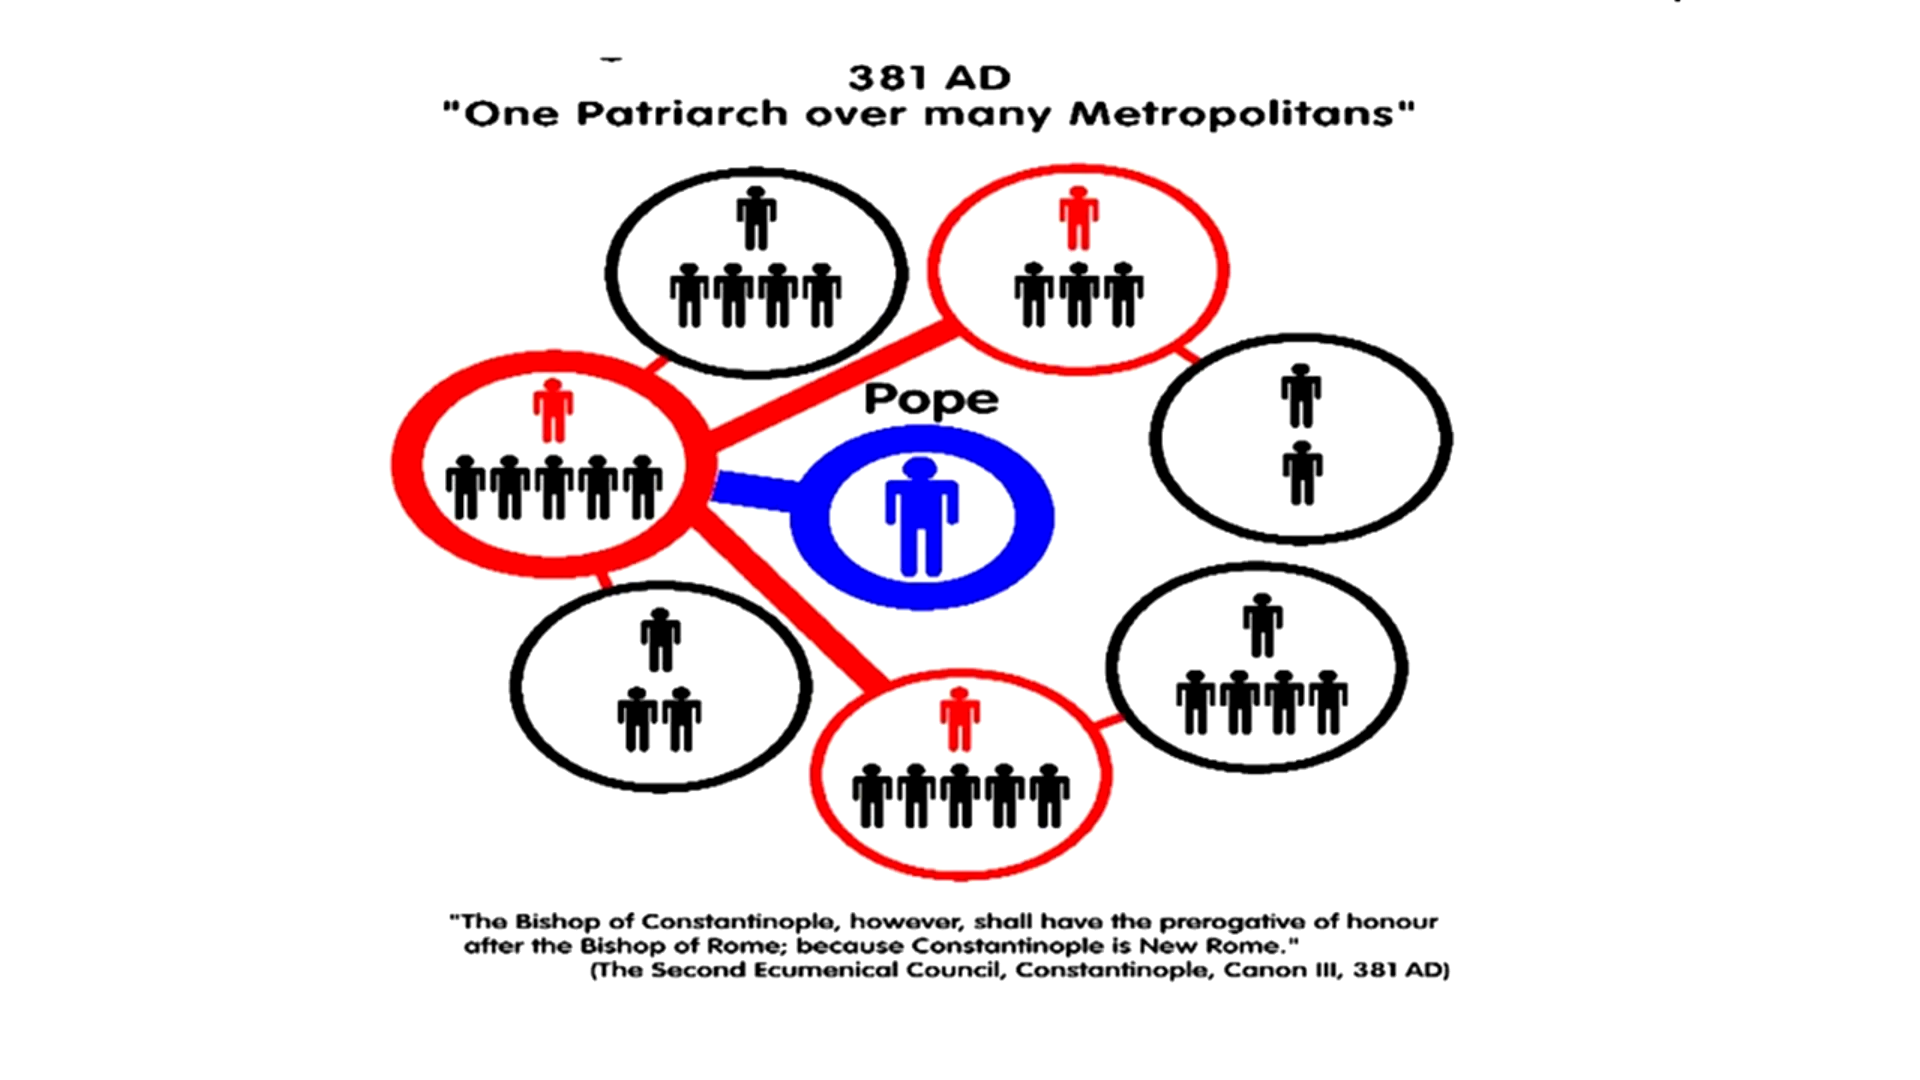 381 AD
"One Patriarch over many Metropolitans"
Pope
"The Bishop of Constantinople, however, shall have the prerogative of honour
after the Bishop of Rome; because Constantinople is New Rome."
(The Second Ecumenical Council, Constantinople, Canon III, 381 AD)